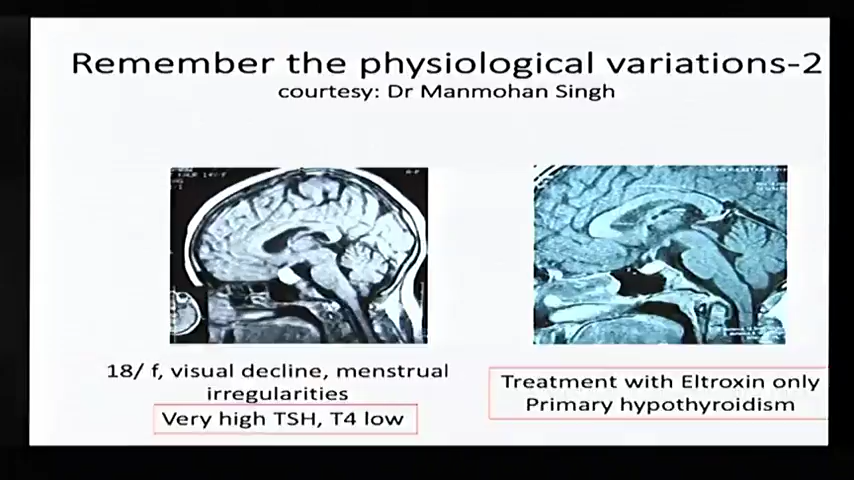 Remember the physiological variations-2
courtesy: Dr Manmohan Singh
18/ f, visual decline, menstrual
irregularities
Very high TSH, T4 low
Treatment with Eltroxin only
Primary hypothyroidism